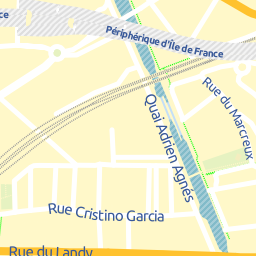 Périphérique d'Île de France
Rue du Marcreux
Quai Adrien Agnès
Rue Cristino Garcia
Rue du Landy